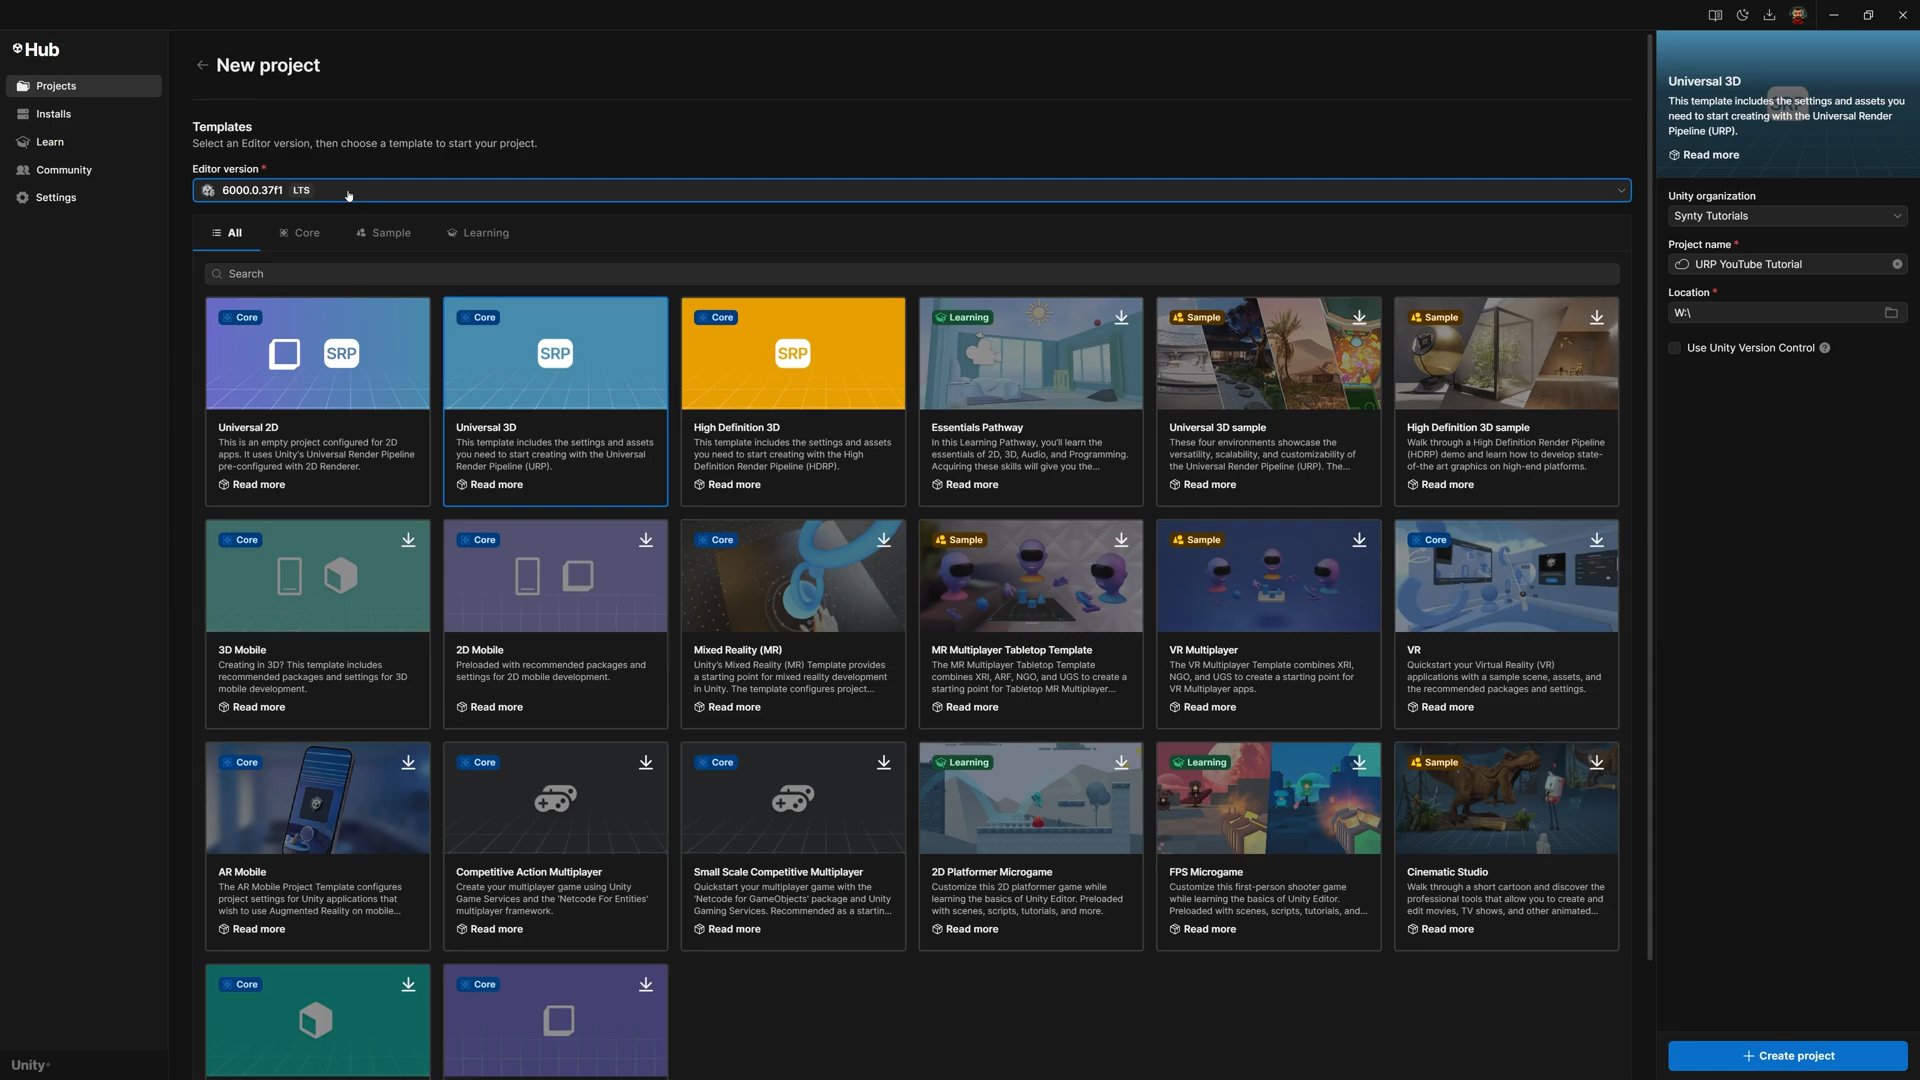 Hub
Projects
Installs
Learn
Community
Settings
New project
Templates
Select an Editor version, then choose a template to start your project.
Editor version *
6000.0.37f1 LTS
All
Core
Sample
Learning
Search
Core
SRP
Universal 2D
This is an empty project configured for 2D
apps. It uses Unity's Universal Render Pipeline
pre-configured with 2D Renderer.
Read more
Core
SRP
Universal 3D
This template includes the settings and assets
you need to start creating with the Universal
Render Pipeline (URP).
Read more
Core
SRP
High Definition 3D
This template includes the settings and assets
you need to start creating with the High
Definition Render Pipeline (HDRP).
Read more
Learning
Essentials Pathway
In this Learning Pathway, you'll learn the
essentials of 2D, 3D, Audio, and Programming.
Acquiring these skills will give you the...
Read more
Sample
Universal 3D sample
These four environments showcase the
versatility, scalability, and customizability of
the Universal Render Pipeline (URP). The...
Read more
Sample
High Definition 3D sample
Walk through a High Definition Render Pipeline
(HDRP) demo and learn how to develop state-
of-the art graphics on high-end platforms.
Read more
Core
3D Mobile
Creating in 3D? This template includes
recommended packages and settings for 3D
mobile development.
Read more
Core
2D Mobile
Preloaded with recommended packages and
settings for 2D mobile development.
Read more
Core
Mixed Reality (MR)
Unity's Mixed Reality (MR) Template provides
a starting point for mixed reality development
in Unity. The template configures project...
Read more
Sample
MR Multiplayer Tabletop Template
The MR Multiplayer Tabletop Template
combines XRI, ARF, NGO, and UGS to create a
starting point for Tabletop MR Multiplayer...
Read more
Sample
VR Multiplayer
The VR Multiplayer Template combines XRI,
NGO, and UGS to create a starting point for
VR Multiplayer apps.
Read more
Core
VR
Quickstart your Virtual Reality (VR)
applications with a sample scene, assets, and
the recommended packages and settings.
Read more
Core
AR Mobile
The AR Mobile Project Template configures
project settings for Unity applications that
wish to use Augmented Reality on mobile...
Read more
Core
Competitive Action Multiplayer
Create your multiplayer game using Unity
Game Services and the 'Netcode For Entities'
multiplayer framework.
Read more
Core
Small Scale Competitive Multiplayer
Quickstart your multiplayer game with the
'Netcode for GameObjects' package and Unity
Gaming Services. Recommended as a startin...
Read more
Learning
2D Platformer Microgame
Customize this 2D platformer game while
learning the basics of Unity Editor. Preloaded
with scenes, scripts, tutorials, and more.
Read more
Learning
FPS Microgame
Customize this first-person shooter game
while learning the basics of Unity Editor.
Preloaded with scenes, scripts, tutorials, and...
Read more
Sample
Cinematic Studio
Walk through a short cartoon and discover the
professional tools that allow you to create and
edit movies, TV shows, and other animated...
Read more
Core
Core
Unity
SRP
Universal 3D
This template includes the settings and assets you
need to start creating with the Universal Render
Pipeline (URP).
Read more
Unity organization
Synty Tutorials
Project name *
URP YouTube Tutorial
Location *
W:\
Use Unity Version Control ?
+ Create project